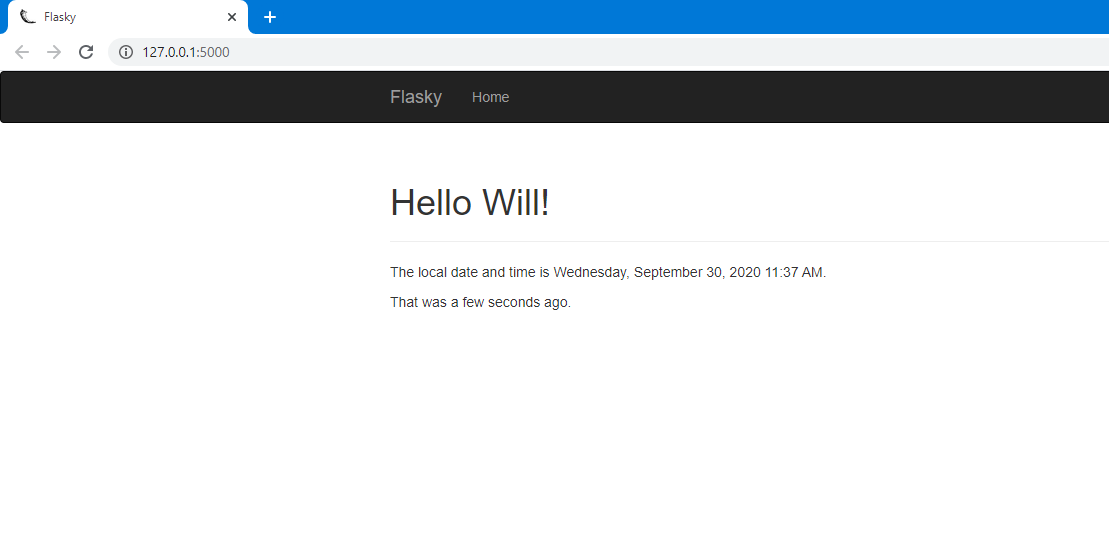 Flasky
127.0.0.1:5000
Flasky Home
Hello Will!
The local date and time is Wednesday, September 30, 2020 11:37 AM.
That was a few seconds ago.